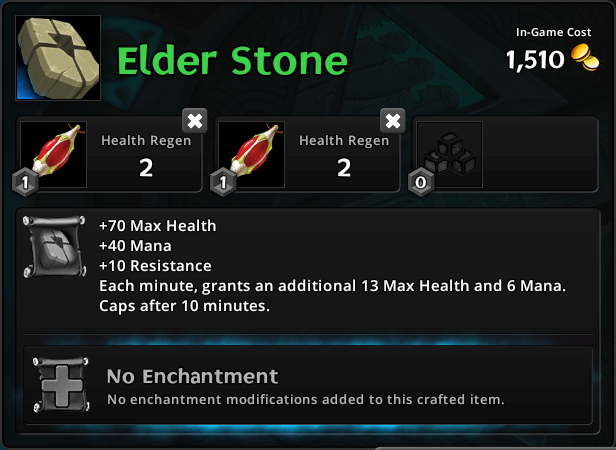 Elder Stone
In-Game Cost
1,510
Health Regen
2
1
Health Regen
2
1
0
+70 Max Health
+40 Mana
+10 Resistance
Each minute, grants an additional 13 Max Health and 6 Mana.
Caps after 10 minutes.
No Enchantment
No enchantment modifications added to this crafted item.